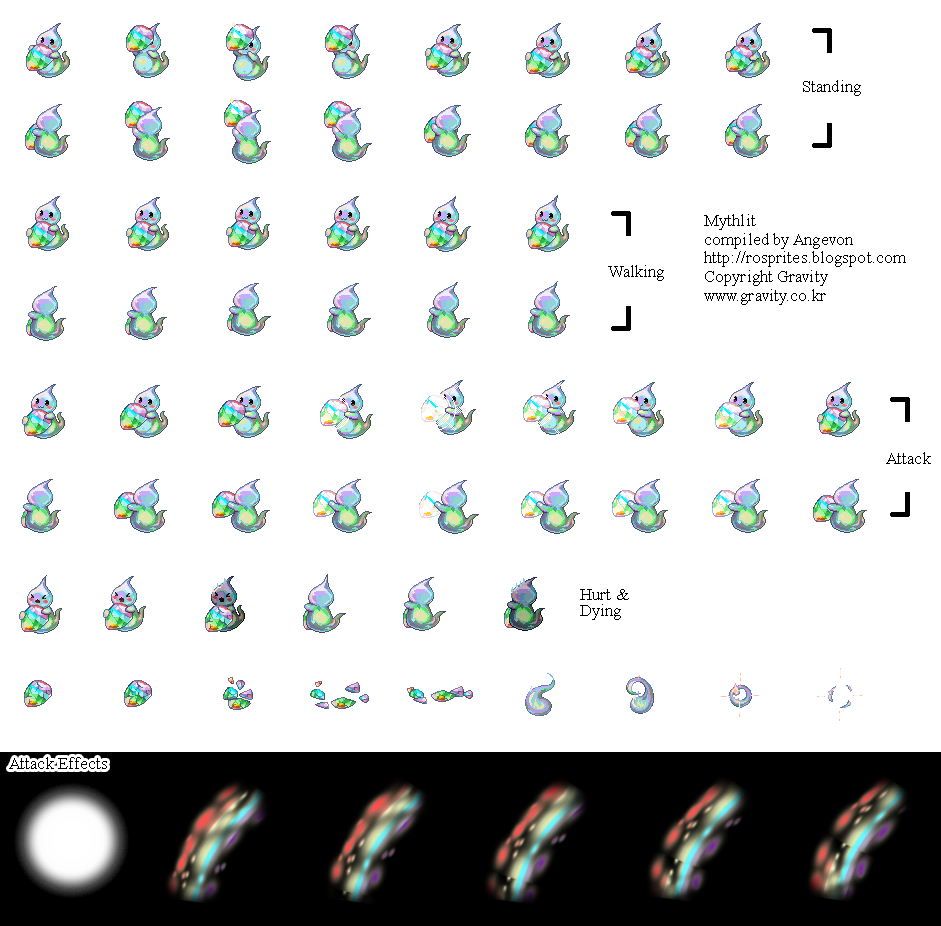 Standing
Mythlit
compiled by Angevon
http://rosprites.blogspot.com
Copyright Gravity
www.gravity.co.kr
Walking
Attack
Hurt &
Dying
Attack Effects